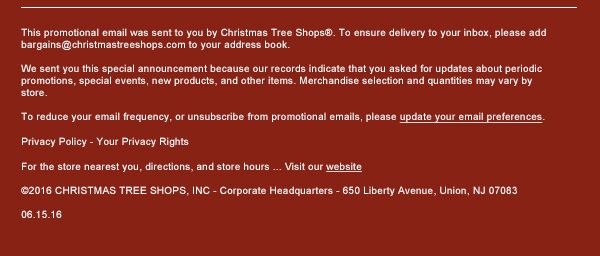 This promotional email was sent to you by Christmas Tree Shops®. To ensure delivery to your inbox, please add
bargains@christmastreeshops.com to your address book.
We sent you this special announcement because our records indicate that you asked for updates about periodic
promotions, special events, new products, and other items. Merchandise selection and quantities may vary by
store.
To reduce your email frequency, or unsubscribe from promotional emails, please update your email preferences.
Privacy Policy - Your Privacy Rights
For the store nearest you, directions, and store hours ... Visit our website
©2016 CHRISTMAS TREE SHOPS, INC - Corporate Headquarters - 650 Liberty Avenue, Union, NJ 07083
06.15.16